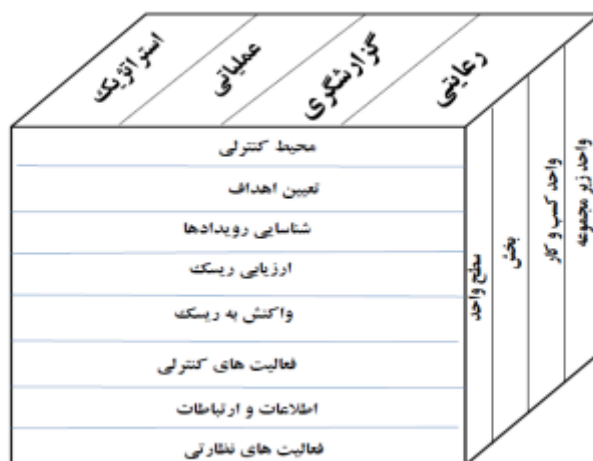 استراتژیک
عملیاتی
گزارشگری
رعایتی
محیط کنترلی
تعیین اهداف
شناسایی رویدادها
ارزیابی ریسک
واکنش به ریسک
فعالیت های کنترلی
اطلاعات و ارتباطات
فعالیت های نظارتی
سطح واحد
بخش
واحد کسب و کار
واحد زیر مجموعه